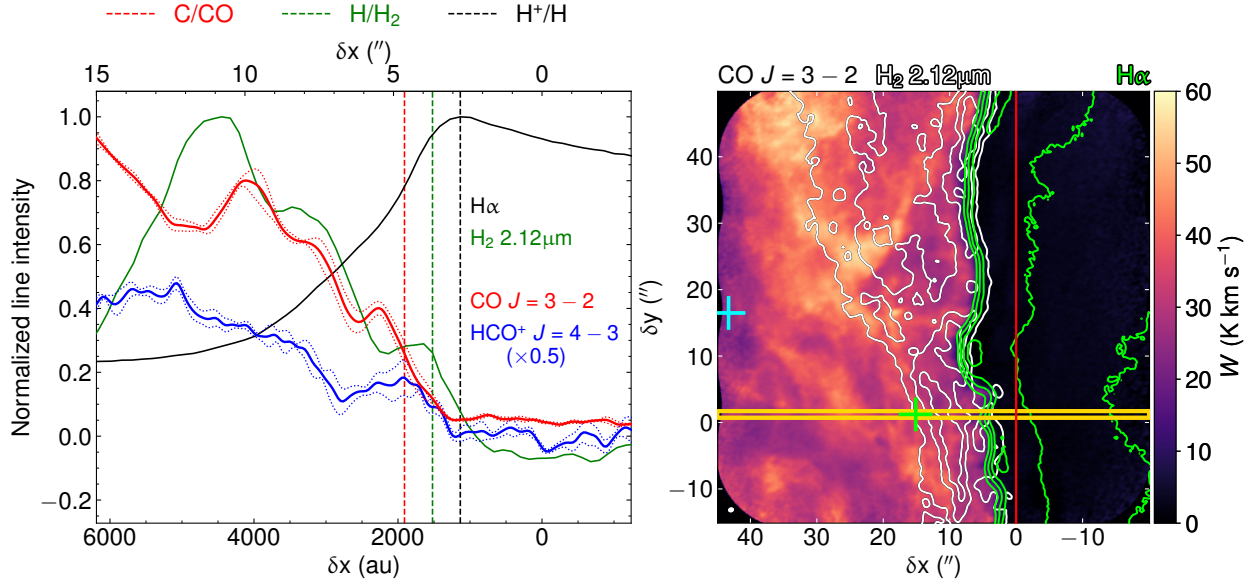 C/CO H/H₂ H⁺/H
δx (″)
15 10 5 0
1.0
0.8
0.6
0.4
0.2
0.0
−0.2
Normalized line intensity
Hα
H₂ 2.12μm
CO J = 3 − 2
HCO⁺ J = 4 − 3
(×0.5)
6000 4000 2000 0
δx (au)
CO J = 3 − 2 H₂ 2.12μm Hα
40
30
20
10
0
−10
δy (″)
40 30 20 10 0 −10
δx (″)
60
50
40
30
20
10
0
W (K km s⁻¹)